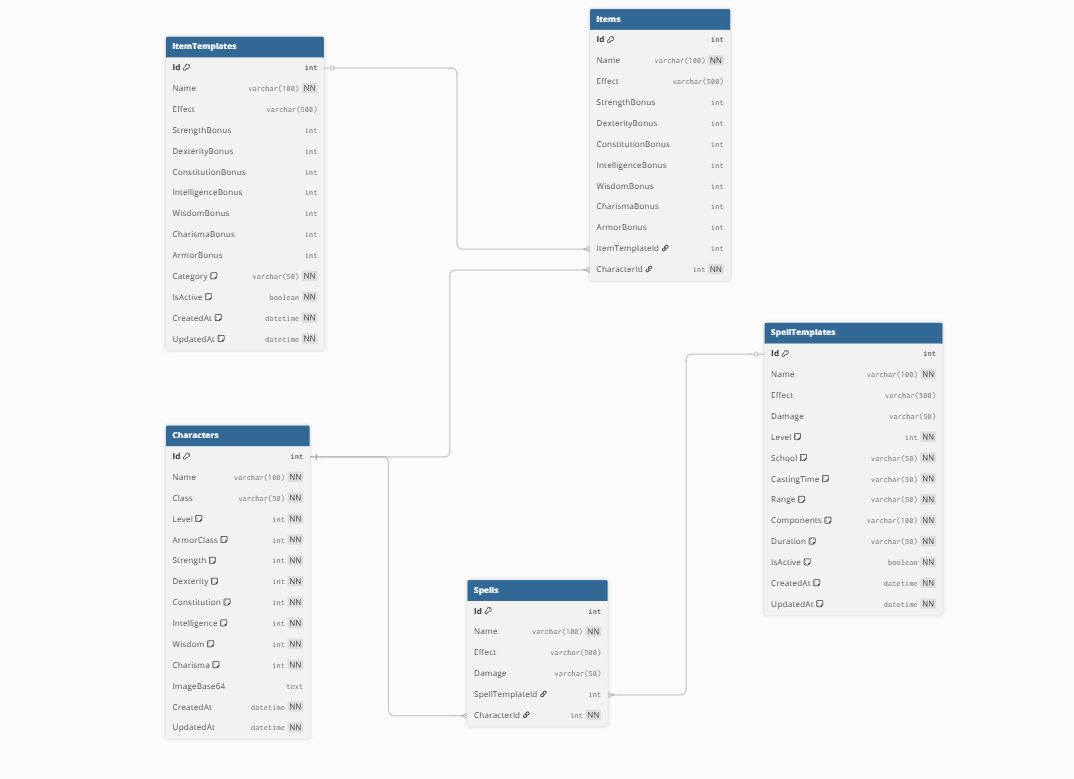 ItemTemplates
Id int
Name varchar(100) NN
Effect varchar(500)
StrengthBonus int
DexterityBonus int
ConstitutionBonus int
IntelligenceBonus int
WisdomBonus int
CharismaBonus int
ArmorBonus int
Category varchar(50) NN
IsActive boolean NN
CreatedAt datetime NN
UpdatedAt datetime NN
Items
Id int
Name varchar(100) NN
Effect varchar(500)
StrengthBonus int
DexterityBonus int
ConstitutionBonus int
IntelligenceBonus int
WisdomBonus int
CharismaBonus int
ArmorBonus int
ItemTemplateId int
CharacterId int NN
SpellTemplates
Id int
Name varchar(100) NN
Effect varchar(500)
Damage varchar(50)
Level int NN
School varchar(50) NN
CastingTime varchar(50) NN
Range varchar(50) NN
Components varchar(100) NN
Duration varchar(50) NN
IsActive boolean NN
CreatedAt datetime NN
UpdatedAt datetime NN
Characters
Id int
Name varchar(100) NN
Class varchar(50) NN
Level int NN
ArmorClass int NN
Strength int NN
Dexterity int NN
Constitution int NN
Intelligence int NN
Wisdom int NN
Charisma int NN
ImageBase64 text
CreatedAt datetime NN
UpdatedAt datetime NN
Spells
Id int
Name varchar(100) NN
Effect varchar(500)
Damage varchar(50)
SpellTemplateId int
CharacterId int NN